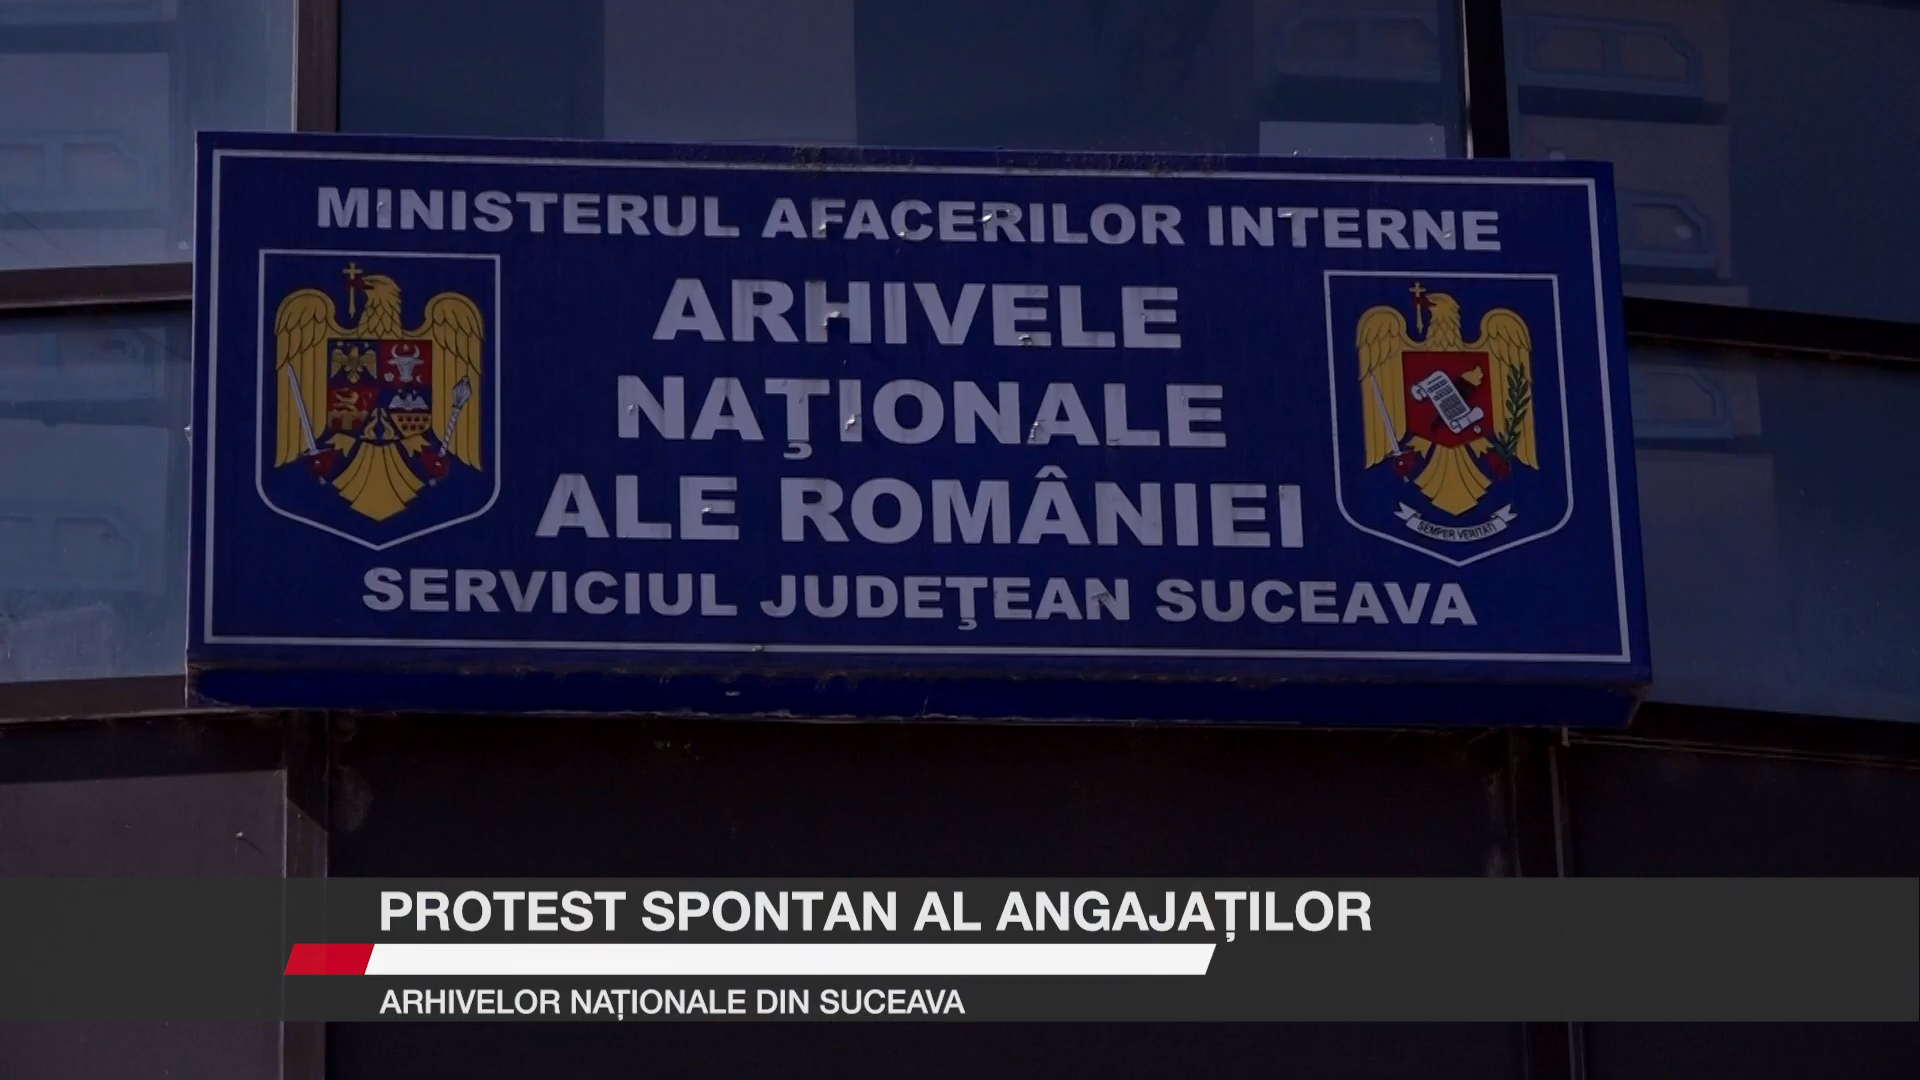 MINISTERUL AFACERILOR INTERNE
ARHIVELE
NAŢIONALE
ALE ROMÂNIEI
SERVICIUL JUDEŢEAN SUCEAVA
SEMPER VERITATI
PROTEST SPONTAN AL ANGAJAȚILOR
ARHIVELOR NAȚIONALE DIN SUCEAVA